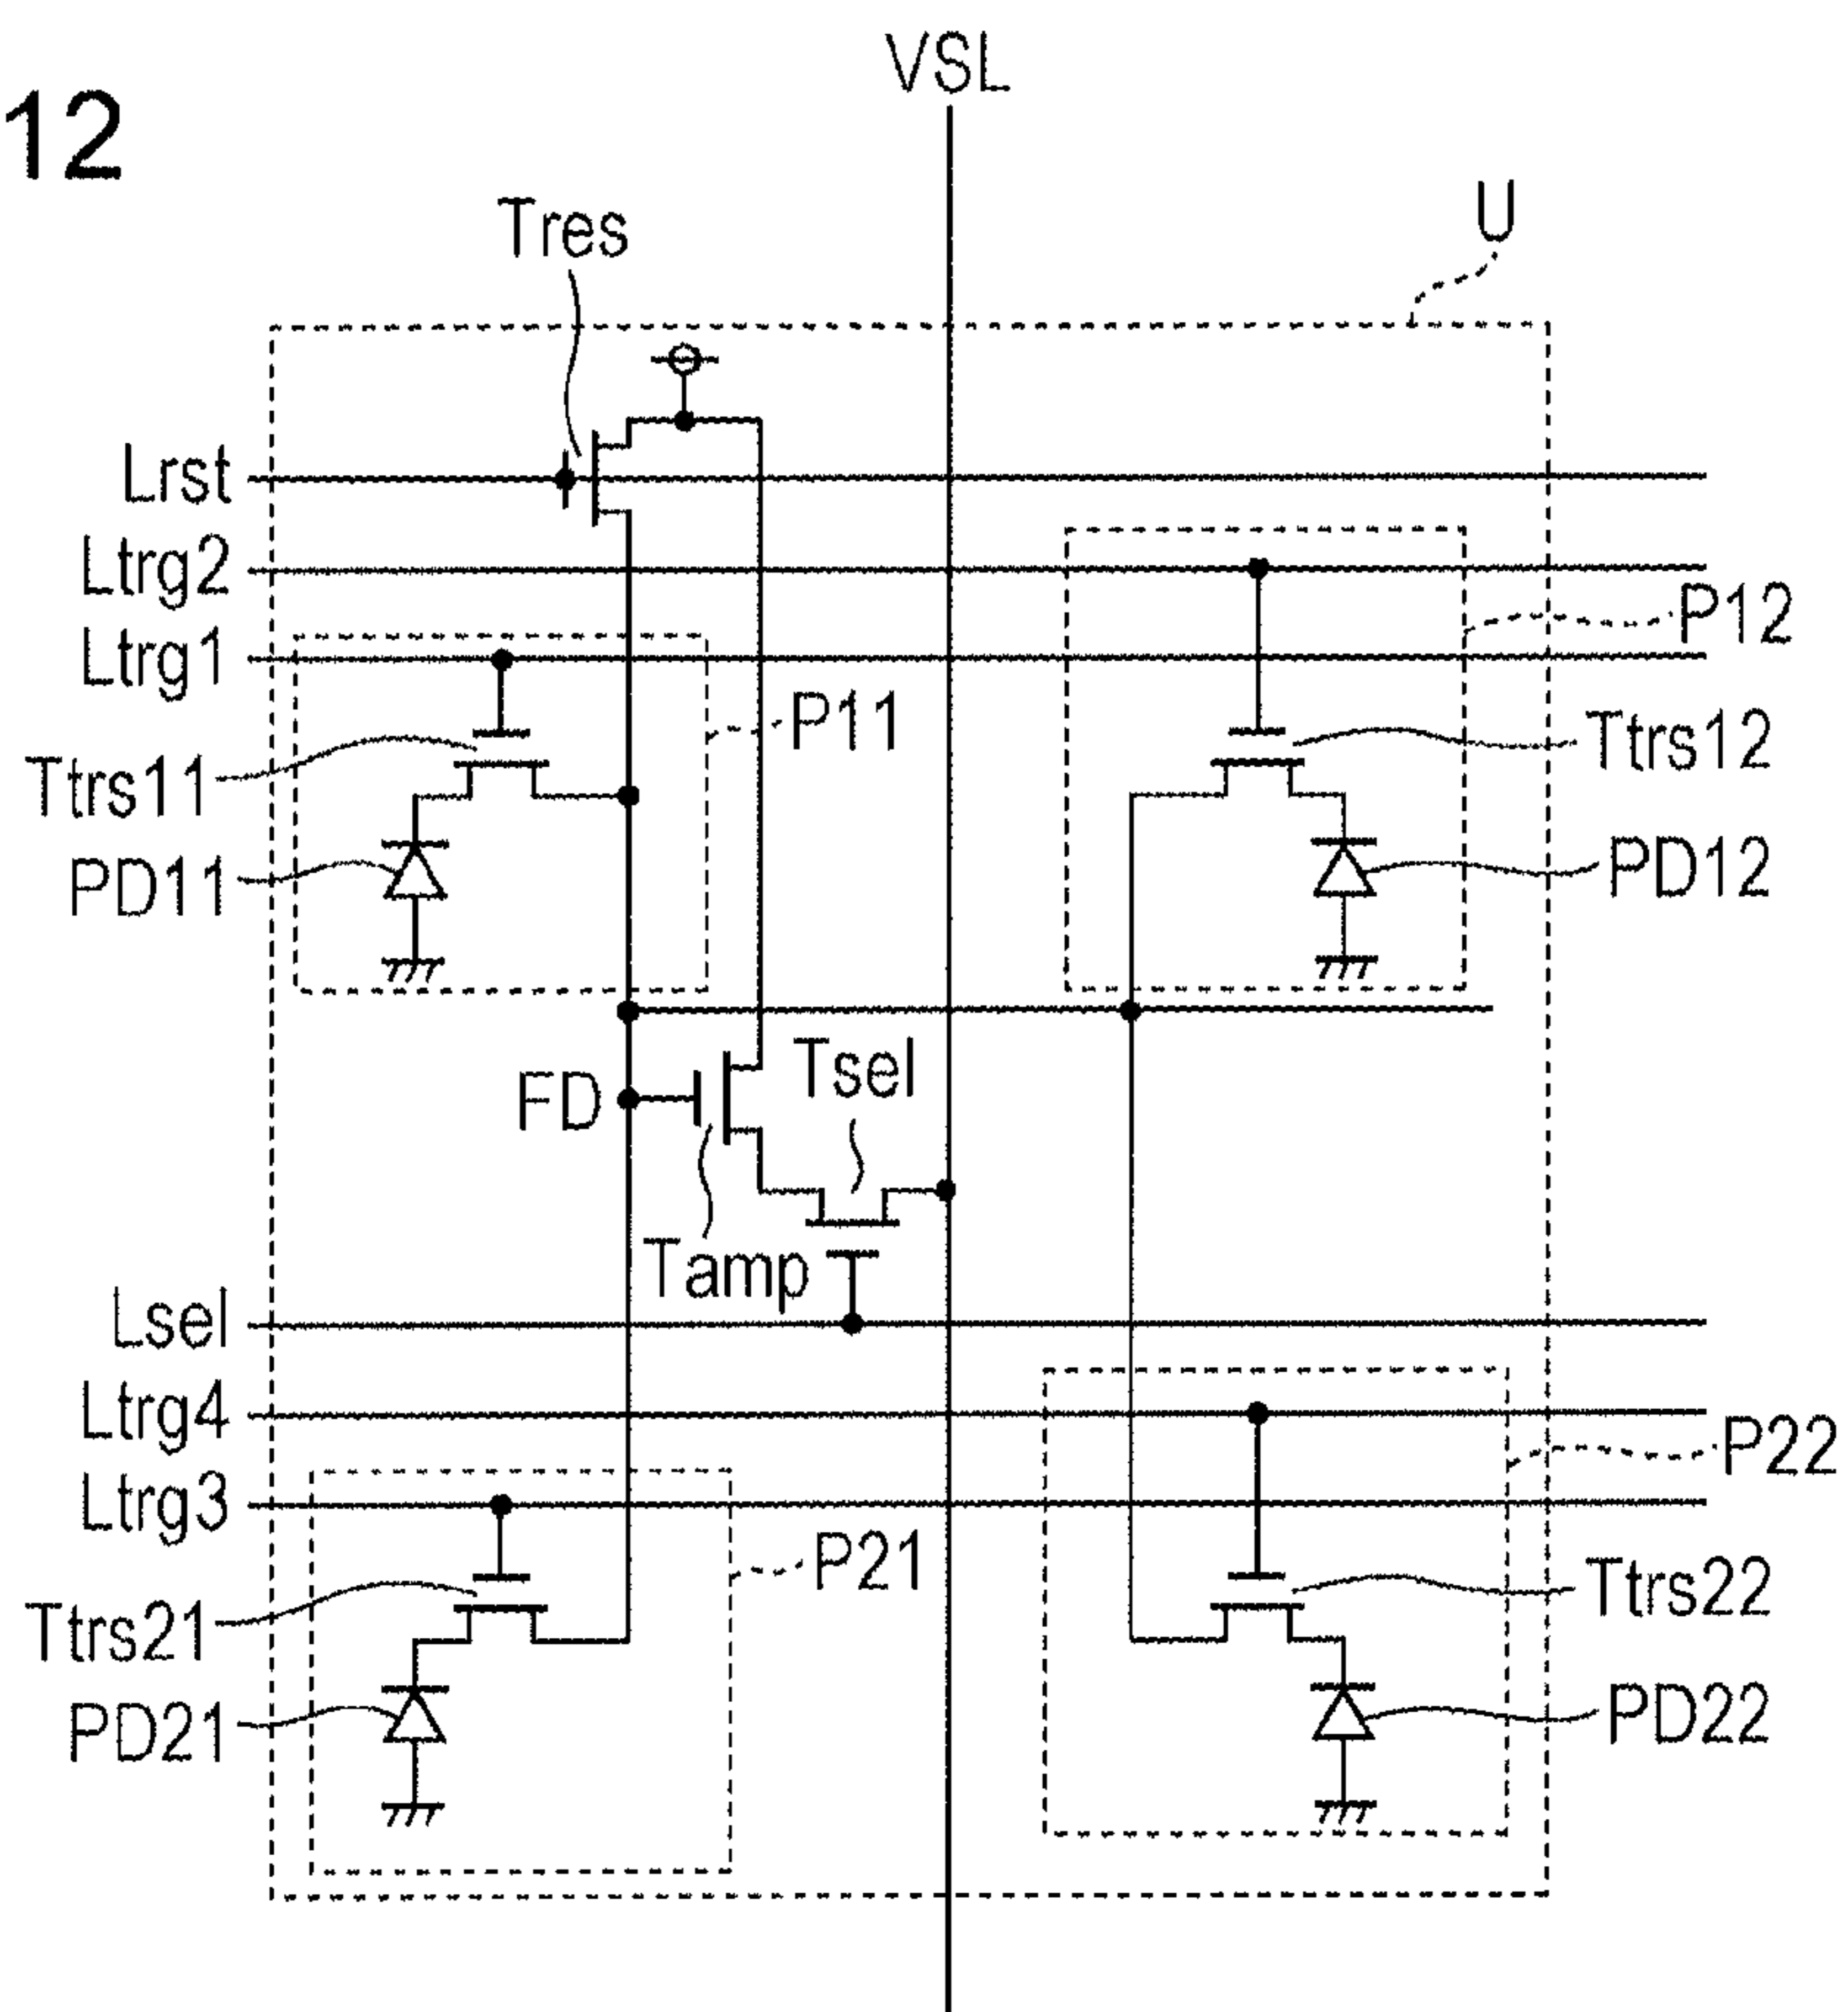 VSL
12
U
Tres
Lrst
Ltrg2
P12
Ltrg1
P11
Ttrs12
Ttrs11
PD12
PD11
Tsel
FD
Tamp
Lsel
Ltrg4
P22
Ltrg3
P21
Ttrs22
Ttrs21
PD22
PD21